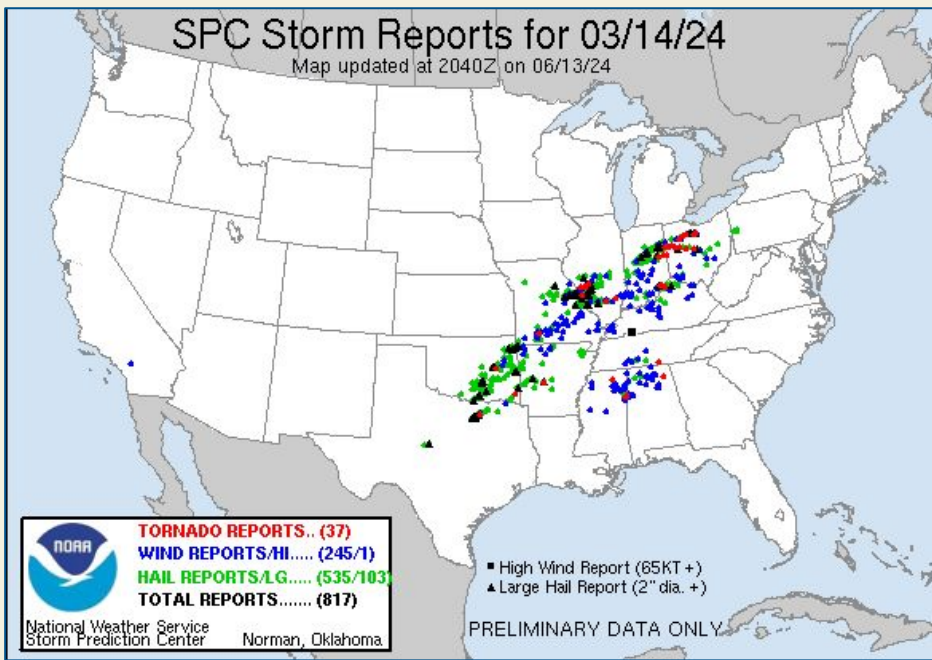 SPC Storm Reports for 03/14/24
Map updated at 2040Z on 06/13/24
NOAA
TORNADO REPORTS.. (37)
WIND REPORTS/HI..... (245/1)
HAIL REPORTS/LG..... (535/103)
TOTAL REPORTS....... (817)
National Weather Service
Storm Prediction Center Norman, Oklahoma
High Wind Report (65KT +)
Large Hail Report (2" dia. +)
PRELIMINARY DATA ONLY